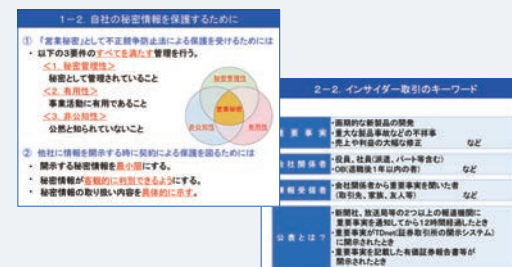 1-2. 自社の秘密情報を保護するために
① 「営業秘密」として不正競争防止法による保護を受けるためには
・ 以下の3要件のすべてを満たす管理を行う。
<1. 秘密管理性>
秘密として管理されていること
<2. 有用性>
事業活動に有用であること
<3. 非公知性>
公然と知られていないこと
秘密管理性
営業秘密
非公知性
有用性
② 他社に情報を開示する時に契約による保護を図るためには
・ 開示する秘密情報を最小限にする。
・ 秘密情報が客観的に判別できるようにする。
・ 秘密情報の取り扱い内容を具体的に示す。
2-2. インサイダー取引のキーワード
重要事実
・画期的な新製品の開発
・重大な製品事故などの不祥事
・売上や利益の大幅な修正 など
会社関係者
・役員、社員(派遣、パート等含む)
・OB(退職後1年以内の者) など
情報受領者
・会社関係者から重要事実を聞いた者
(取引先、家族、友人等) など
公表とは?
・新聞社、放送局等の2つ以上の報道機関に
重要事実を通知してから12時間経過したとき
・重要事実がTDnet(証券取引所の開示システム)
に開示されたとき
・重要事実を記載した有価証券報告書等が
開示されたとき